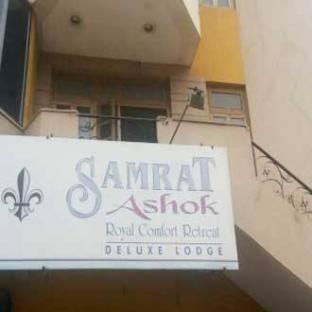 SAMRAT
Ashok
Royal Comfort Retreat
DELUXE LODGE